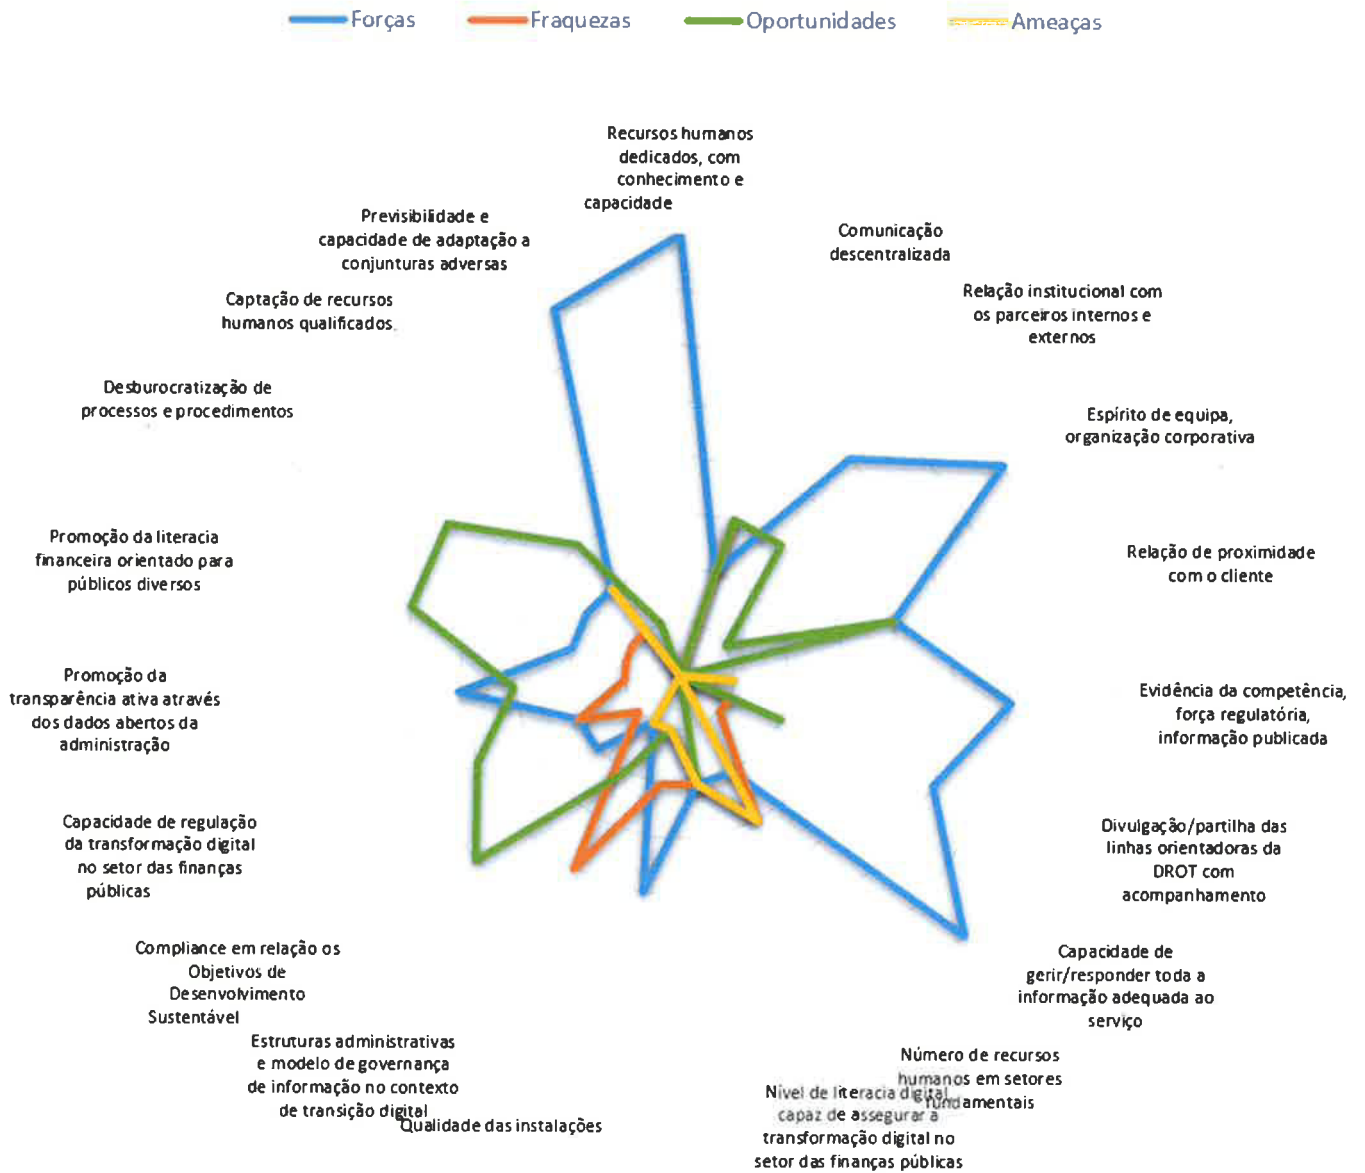 Forças Fraquezas Oportunidades Ameaças
Recursos humanos
dedicados, com
conhecimento e
capacidade
Comunicação
descentralizada
Relação institucional com
os parceiros internos e
externos
Espírito de equipa,
organização corporativa
Relação de proximidade
com o cliente
Evidência da competência,
força regulatória,
informação publicada
Divulgação/partilha das
linhas orientadoras da
DROT com
acompanhamento
Capacidade de
gerir/responder toda a
informação adequada ao
serviço
Número de recursos
humanos em setores
fundamentais
Nível de literacia digital
capaz de assegurar a
transformação digital no
setor das finanças públicas
Qualidade das instalações
Estruturas administrativas
e modelo de governança
de informação no contexto
de transição digital
Compliance em relação os
Objetivos de
Desenvolvimento
Sustentável
Capacidade de regulação
da transformação digital
no setor das finanças
públicas
Promoção da
transparência ativa através
dos dados abertos da
administração
Promoção da literacia
financeira orientado para
públicos diversos
Desburocratização de
processos e procedimentos
Captação de recursos
humanos qualificados
Previsibilidade e
capacidade de adaptação a
conjunturas adversas